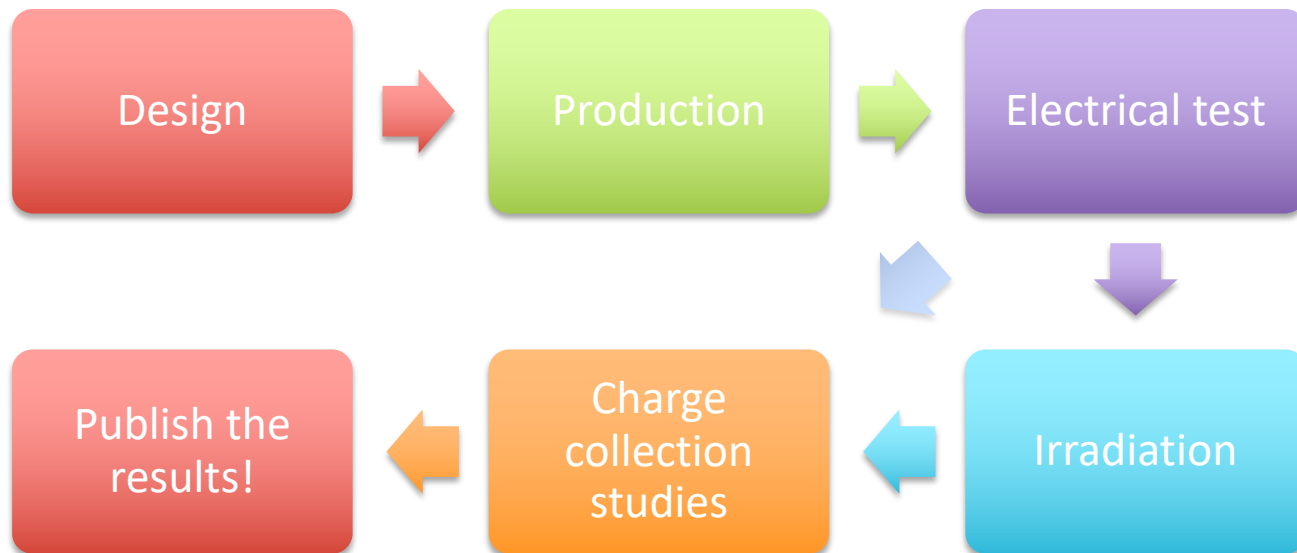 Design
Production
Electrical test
Publish the
results!
Charge
collection
studies
Irradiation